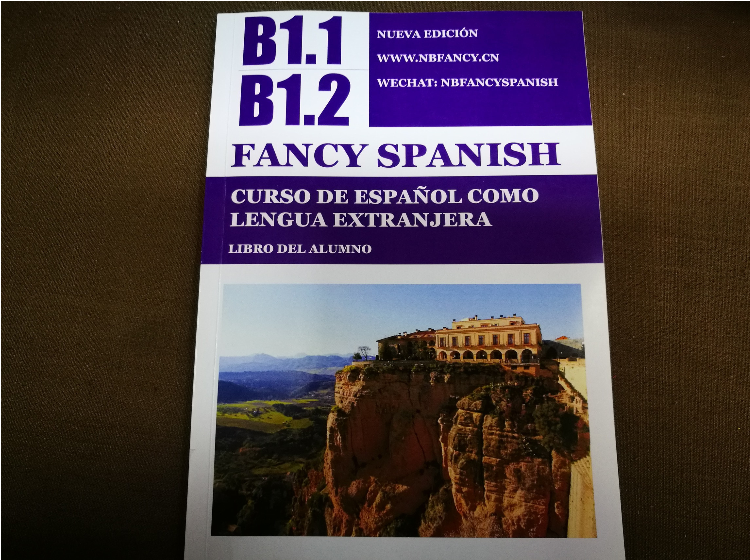 B1.1
B1.2
NUEVA EDICIÓN
WWW.NBFANCY.CN
WECHAT: NBFANCYSPANISH
FANCY SPANISH
CURSO DE ESPAÑOL COMO
LENGUA EXTRANJERA
LIBRO DEL ALUMNO